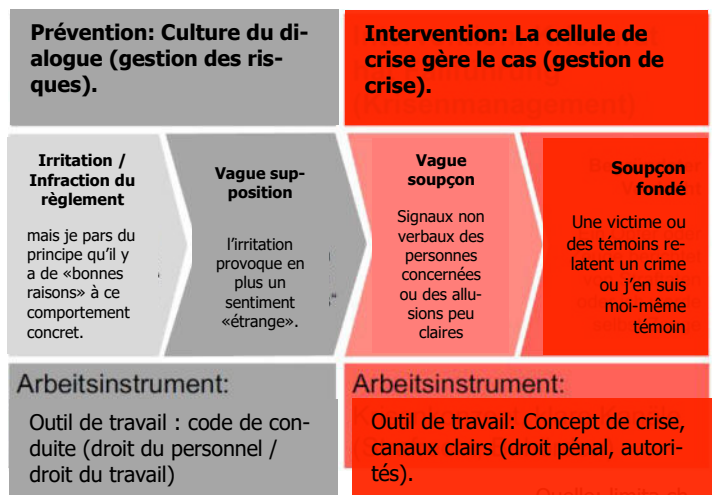 Prévention: Culture du di-
alogue (gestion des ris-
ques).
Intervention: La cellule de
crise gère le cas (gestion de
crise).
(Krisenmanagement)
Irritation /
Infraction du
règlement
mais je pars du
principe qu’il y
a de «bonnes
raisons» à ce
comportement
concret.
Vague sup-
position
l’irritation
provoque en
plus un
sentiment
«étrange».
Vague
soupçon
Signaux non
verbaux des
personnes
concernées
ou des allu-
sions peu
claires
Soupçon
fondé
Une victime ou
des témoins re-
latent un crime
ou j’en suis
moi-même
témoin
Arbeitsinstrument:
Outil de travail : code de con-
duite (droit du personnel /
droit du travail)
Arbeitsinstrument:
Outil de travail: Concept de crise,
canaux clairs (droit pénal, autori-
tés).